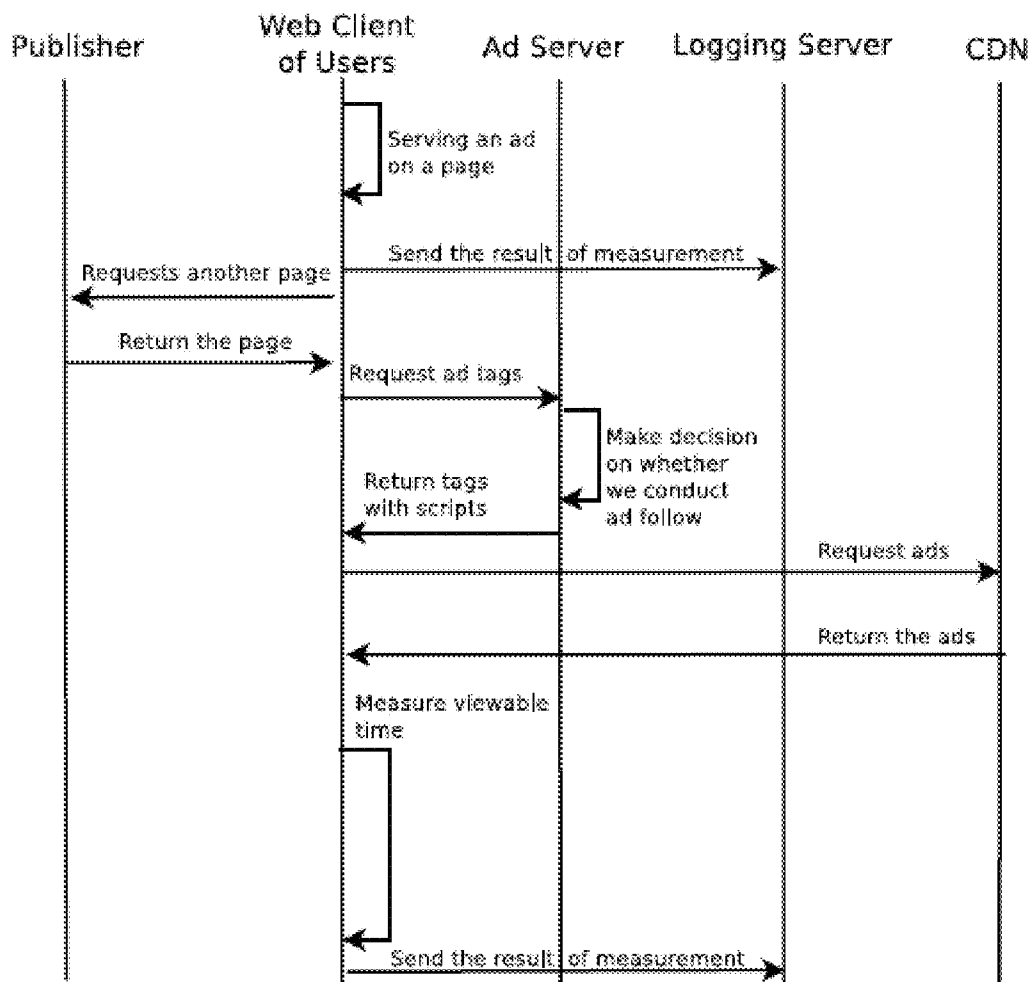 Publisher
Web Client
of Users
Ad Server
Logging Server
CDN
Serving an ad
on a page
Send the result of measurement
Requests another page
Return the page
Request ad tags
Make decision
on whether
we conduct
ad follow
Return tags
with scripts
Request ads
Return the ads
Measure viewable
time
Send the result of measurement